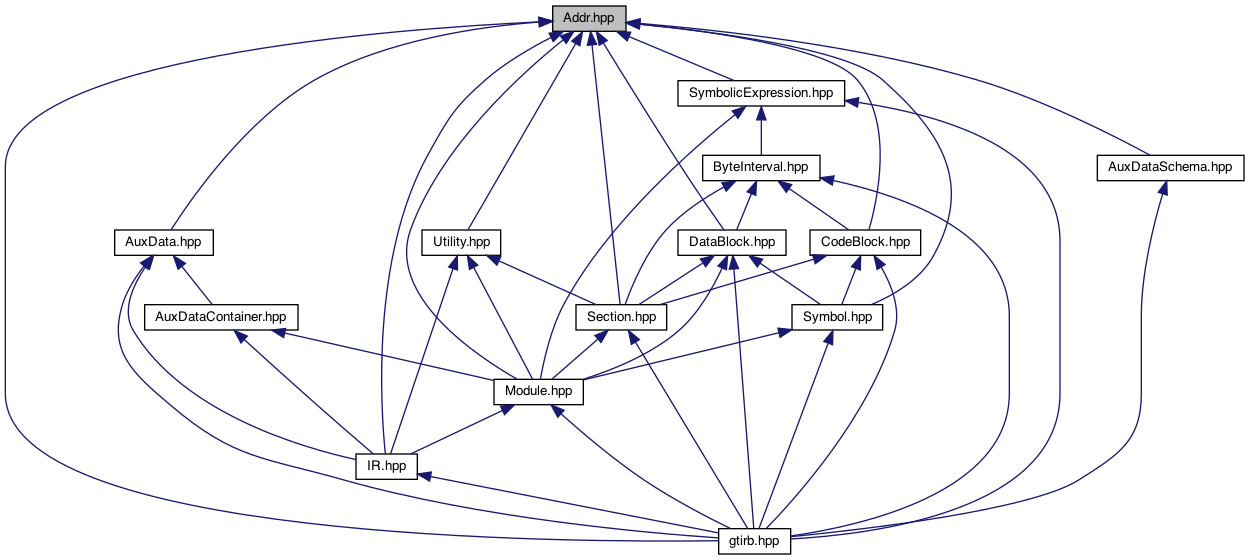 Addr.hpp
SymbolicExpression.hpp
ByteInterval.hpp
AuxDataSchema.hpp
AuxData.hpp
Utility.hpp
DataBlock.hpp
CodeBlock.hpp
AuxDataContainer.hpp
Section.hpp
Symbol.hpp
Module.hpp
IR.hpp
gtirb.hpp